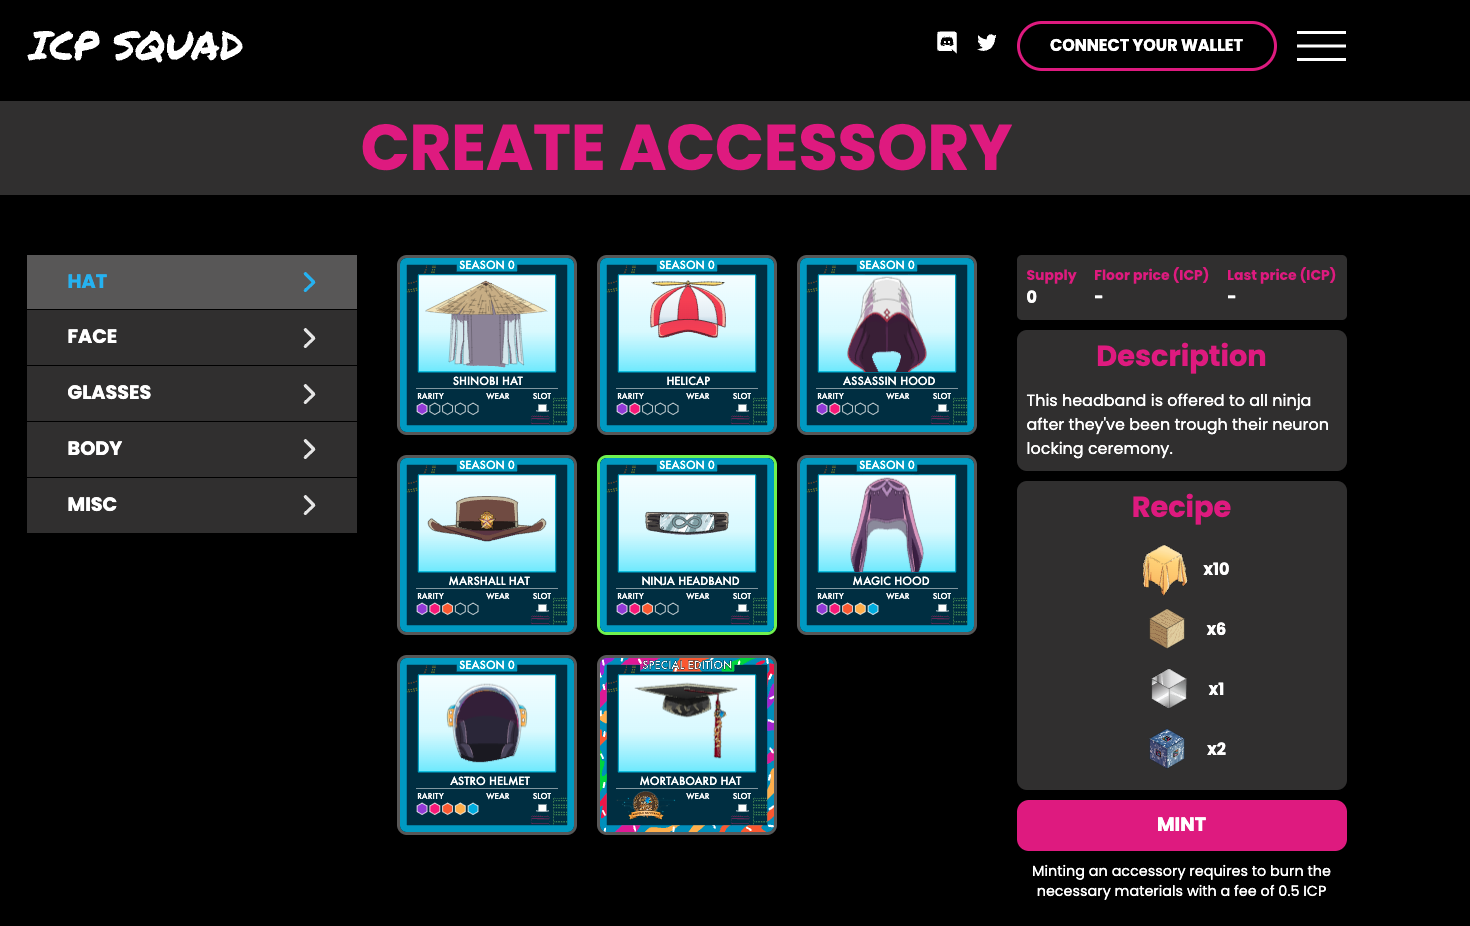 ICP SQUAD
CONNECT YOUR WALLET
CREATE ACCESSORY
HAT
FACE
GLASSES
BODY
MISC
SEASON 0
SHINOBI HAT
RARITY WEAR SLOT
SEASON 0
HELICAP
RARITY WEAR SLOT
SEASON 0
ASSASSIN HOOD
RARITY WEAR SLOT
SEASON 0
MARSHALL HAT
RARITY WEAR SLOT
SEASON 0
NINJA HEADBAND
RARITY WEAR SLOT
SEASON 0
MAGIC HOOD
RARITY WEAR SLOT
SEASON 0
ASTRO HELMET
RARITY WEAR SLOT
SPECIAL EDITION
MORTABOARD HAT
WEAR SLOT
Supply Floor price (ICP) Last price (ICP)
0 - -
Description
This headband is offered to all ninja
after they've been trough their neuron
locking ceremony.
Recipe
x10
x6
x1
x2
MINT
Minting an accessory requires to burn the
necessary materials with a fee of 0.5 ICP